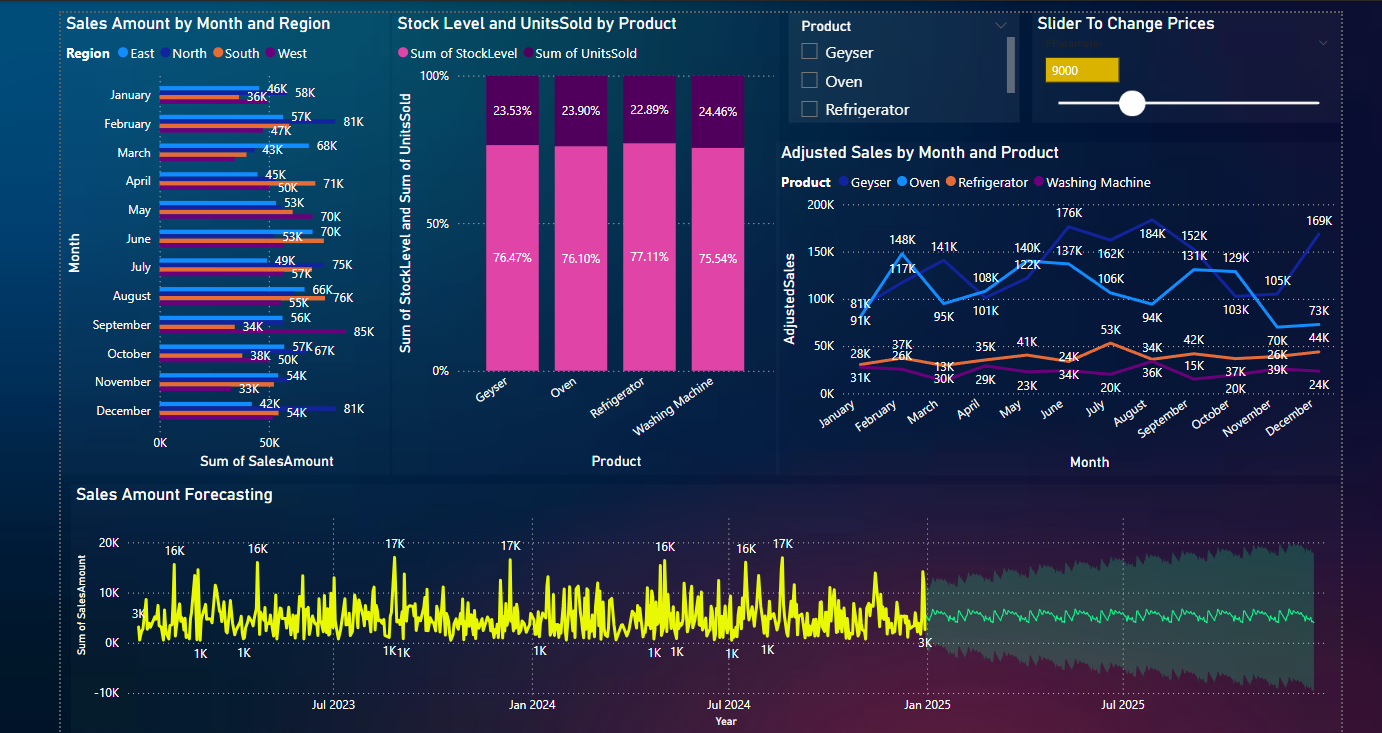 Sales Amount by Month and Region
Region East North South West
Month
January 46K 36K 58K
February 57K 81K 47K
March 68K 43K
April 45K 71K 50K
May 53K 70K
June 70K 53K
July 49K 75K 57K
August 66K 76K 55K
September 56K 34K 85K
October 57K 67K 38K 50K
November 54K 33K
December 42K 81K 54K
0K 50K
Sum of SalesAmount
Stock Level and UnitsSold by Product
Sum of StockLevel Sum of UnitsSold
Sum of StockLevel and Sum of UnitsSold
100%
23.53% 23.90% 22.89% 24.46%
50%
76.47% 76.10% 77.11% 75.54%
0%
Geyser Oven Refrigerator Washing Machine
Product
Product
Geyser
Oven
Refrigerator
Slider To Change Prices
9000
Adjusted Sales by Month and Product
Product Geyser Oven Refrigerator Washing Machine
AdjustedSales
200K
150K
100K
50K
0K
81K 117K 141K 101K 122K 176K 162K 184K 152K 103K 105K 169K
91K 148K 95K 108K 140K 137K 106K 94K 131K 129K 70K 73K
28K 37K 13K 35K 41K 24K 53K 34K 42K 37K 26K 44K
31K 26K 30K 29K 23K 34K 20K 36K 15K 20K 39K 24K
January February March April May June July August September October November December
Month
Sales Amount Forecasting
Sum of SalesAmount
20K
10K
0K
-10K
16K 16K 17K 17K 16K 16K 17K
3K
1K 1K 1K 1K 1K 1K 1K 1K 1K 3K
Jul 2023 Jan 2024 Jul 2024 Jan 2025 Jul 2025
Year